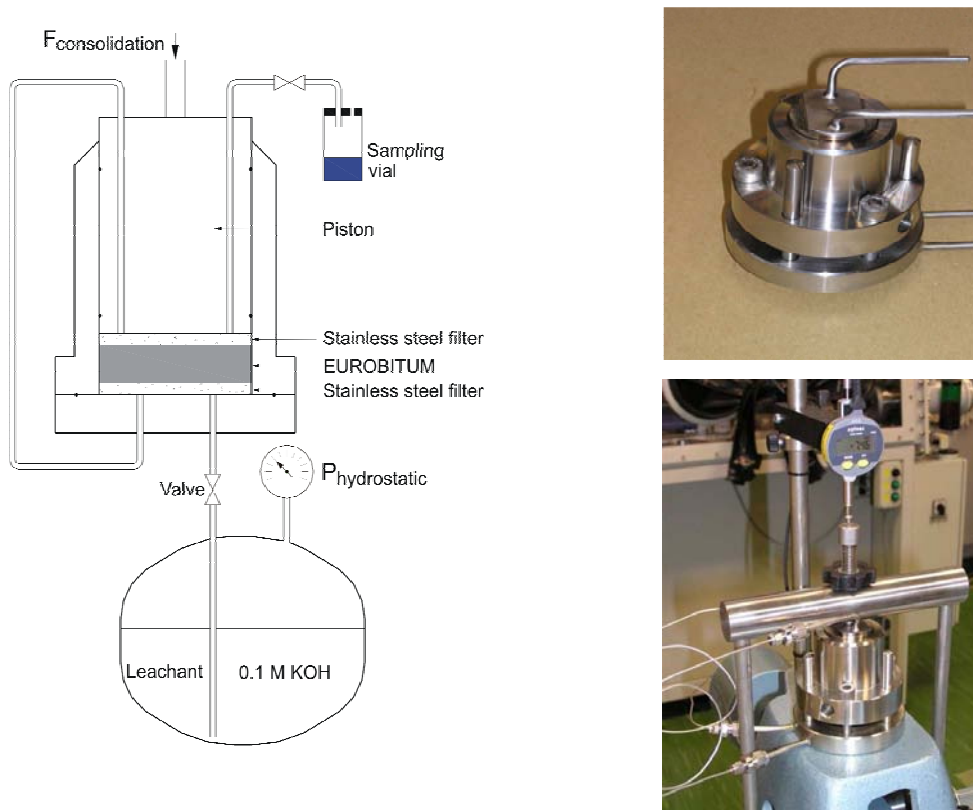 Fconsolidation
Sampling
vial
Piston
Stainless steel filter
EUROBITUM
Stainless steel filter
Valve
Phydrostatic
Leachant
0.1 M KOH